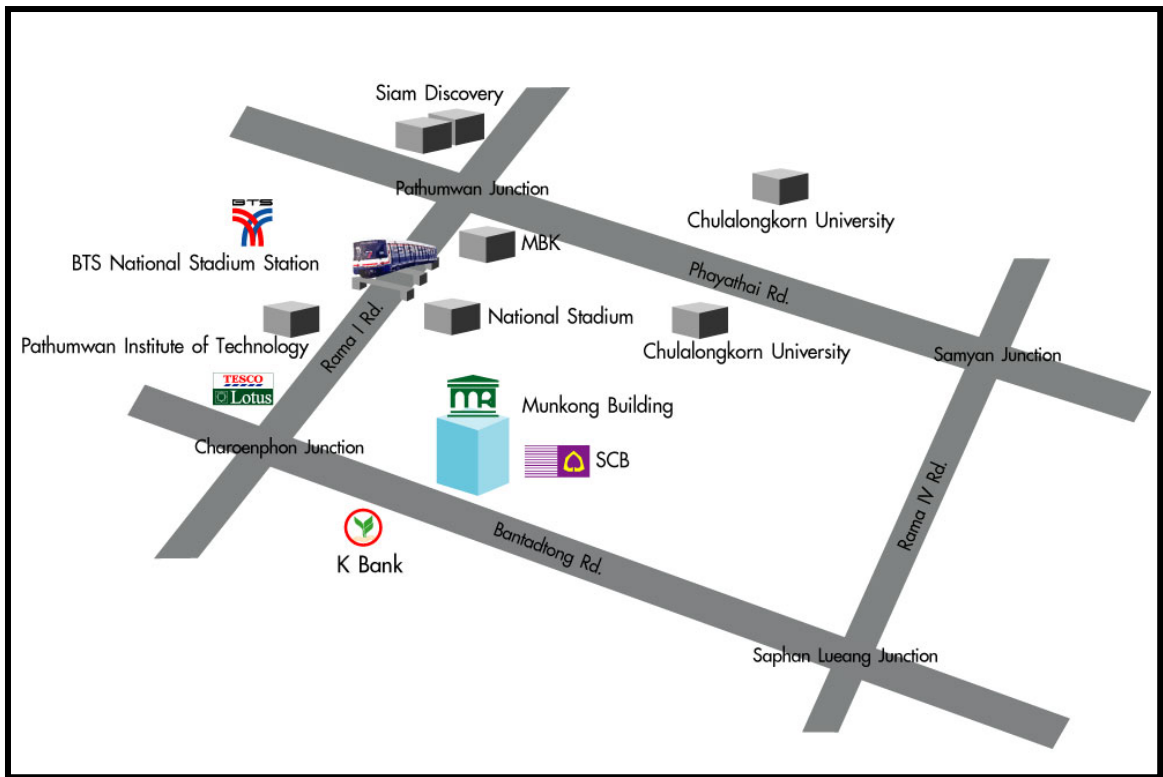 Siam Discovery
Pathumwan Junction
Chulalongkorn University
BTS
BTS National Stadium Station
MBK
Phayathai Rd.
National Stadium
Chulalongkorn University
Pathumwan Institute of Technology
Rama I Rd.
Samyan Junction
TESCO
Lotus
MR
Munkong Building
Charoenphon Junction
SCB
Rama IV Rd.
Bantadtong Rd.
K Bank
Saphan Lueang Junction